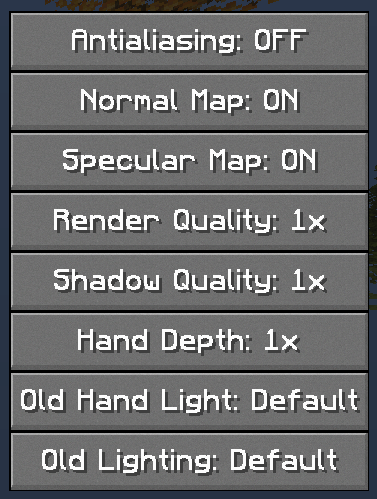 Antialiasing: OFF
Normal Map: ON
Specular Map: ON
Render Quality: 1x
Shadow Quality: 1x
Hand Depth: 1x
Old Hand Light: Default
Old Lighting: Default